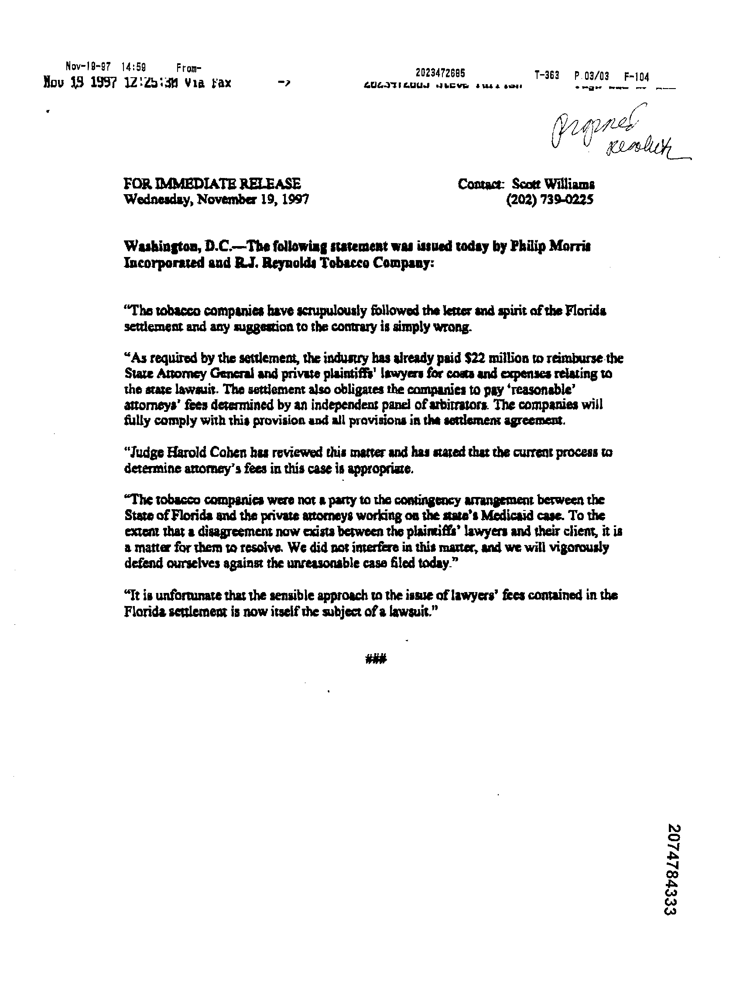 Nov-19-97 14:59 From- 2023472685 T-363 P.03/03 F-104
Nov 19 1997 12:25:30 Via Fax ->
FOR IMMEDIATE RELEASE Contact: Scott Williams
Wednesday, November 19, 1997 (202) 739-0225
Washington, D.C.—The following statement was issued today by Philip Morris
Incorporated and R.J. Reynolds Tobacco Company:
“The tobacco companies have scrupulously followed the letter and spirit of the Florida
settlement and any suggestion to the contrary is simply wrong.
“As required by the settlement, the industry has already paid $22 million to reimburse the
State Attorney General and private plaintiffs’ lawyers for costs and expenses relating to
the state lawsuit. The settlement also obligates the companies to pay ‘reasonable’
attorneys’ fees determined by an independent panel of arbitrators. The companies will
fully comply with this provision and all provisions in the settlement agreement.
“Judge Harold Cohen has reviewed this matter and has stated that the current process to
determine attorney’s fees in this case is appropriate.
“The tobacco companies were not a party to the contingency arrangement between the
State of Florida and the private attorneys working on the state’s Medicaid case. To the
extent that a disagreement now exists between the plaintiffs’ lawyers and their client, it is
a matter for them to resolve. We did not interfere in this matter, and we will vigorously
defend ourselves against the unreasonable case filed today.”
“It is unfortunate that the sensible approach to the issue of lawyers’ fees contained in the
Florida settlement is now itself the subject of a lawsuit.”
###
2074784333